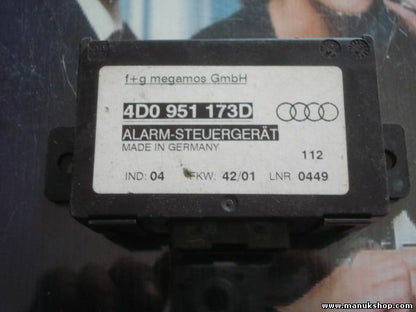 f+g megamos GmbH
4D0 951 173D
ALARM-STEUERGERÄT
MADE IN GERMANY
112
IND: 04 FKW: 42/01 LNR 0449
www.manukshop.com